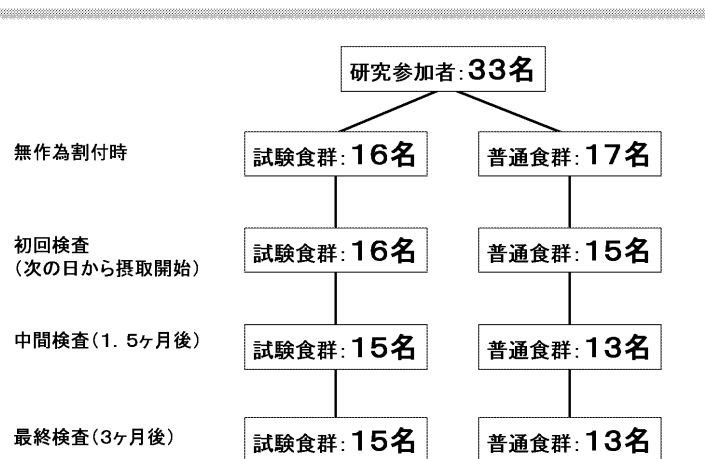 研究参加者:33名
無作為割付時
試験食群:16名
普通食群:17名
初回検査
(次の日から摂取開始)
試験食群:16名
普通食群:15名
中間検査(1.5ヶ月後)
試験食群:15名
普通食群:13名
最終検査(3ヶ月後)
試験食群:15名
普通食群:13名